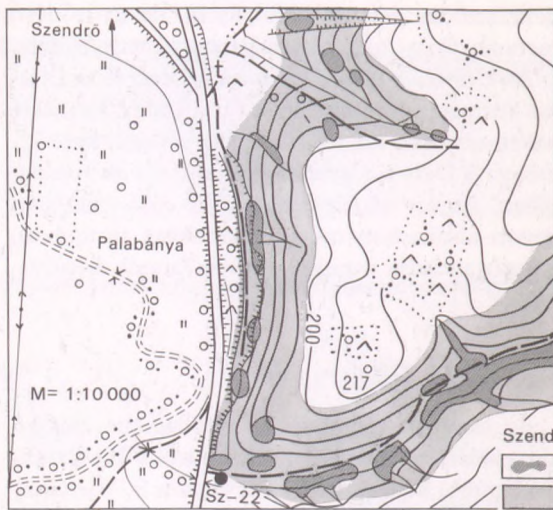 Szendrő
Palabánya
200
217
M= 1:10 000
Szend
Sz-22